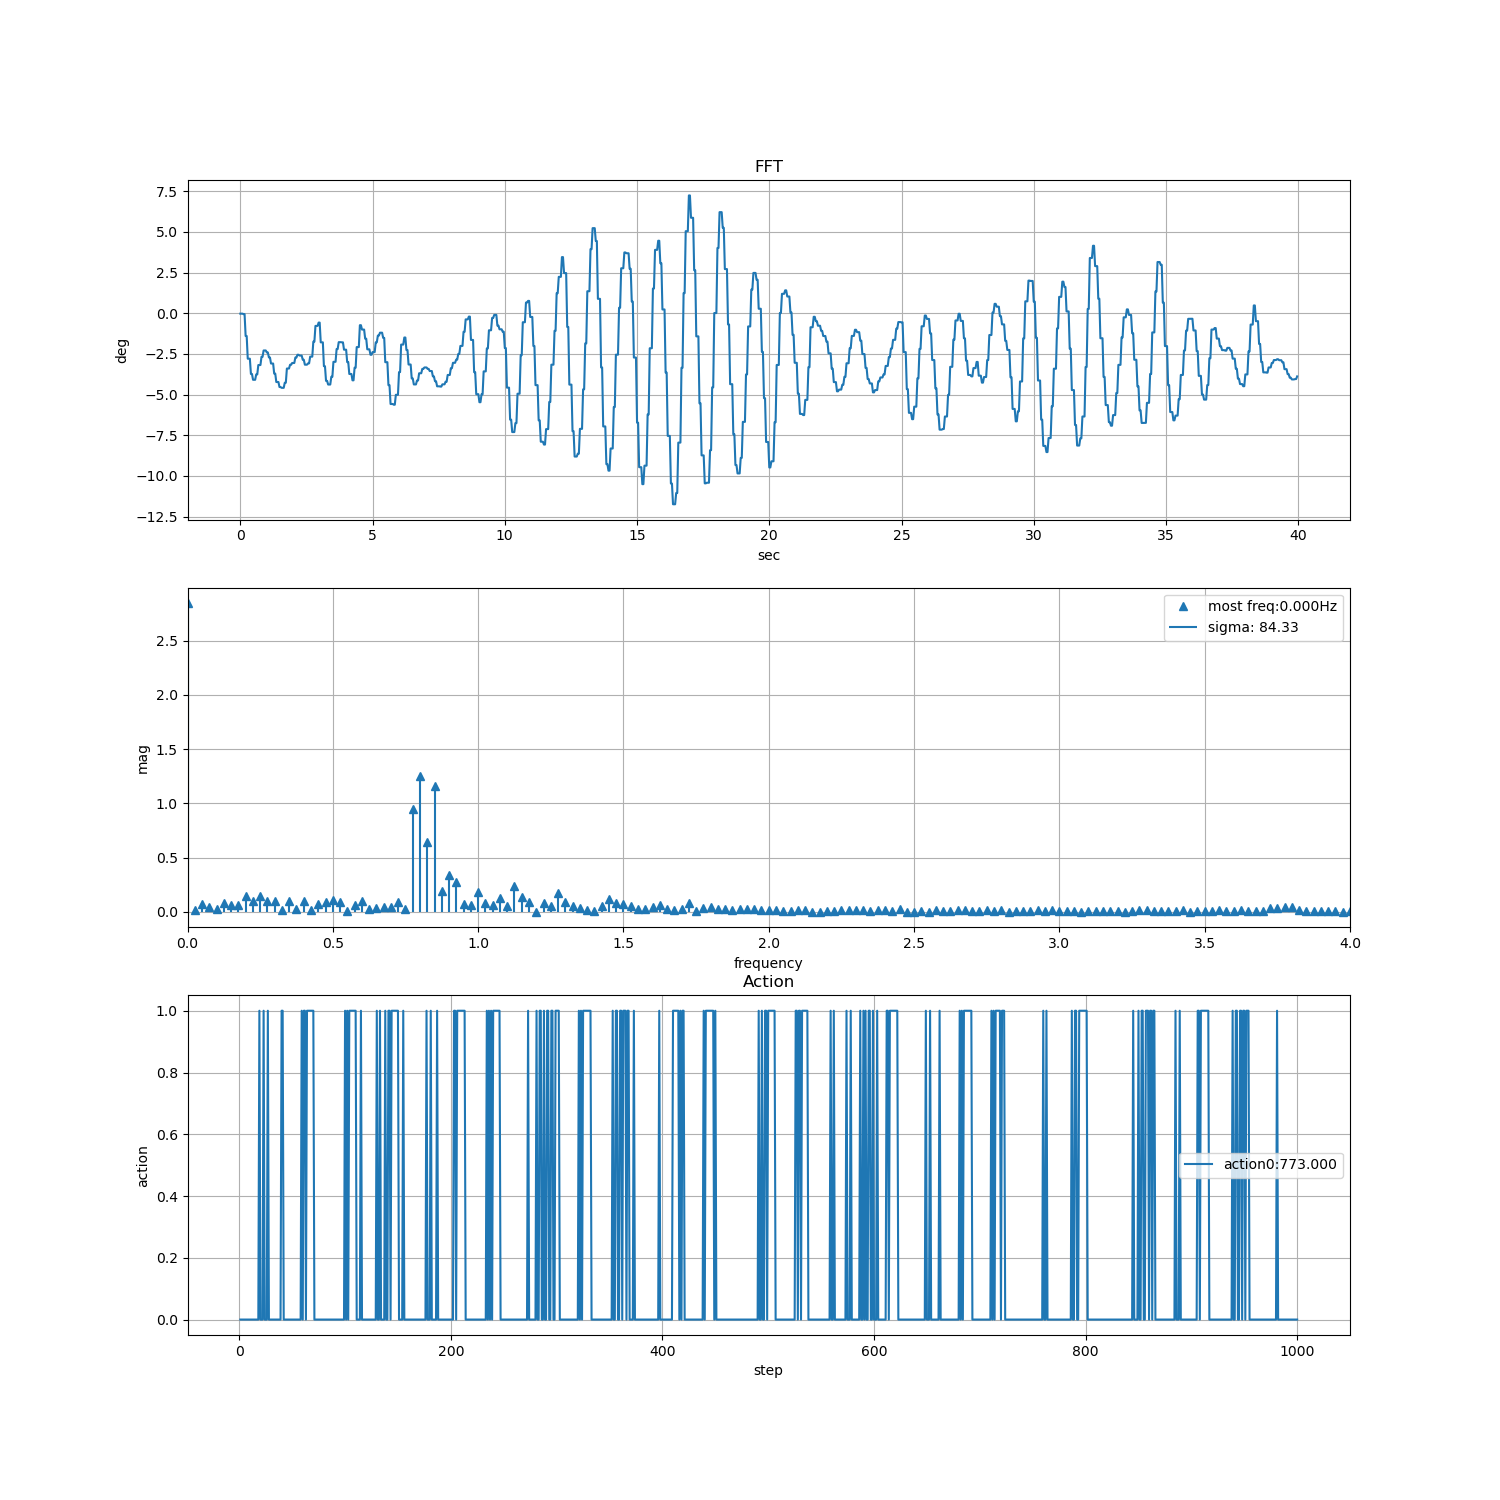 FFT
7.5
5.0
2.5
0.0
−2.5
−5.0
−7.5
−10.0
−12.5
deg
0 5 10 15 20 25 30 35 40
sec
most freq:0.000Hz
sigma: 84.33
2.5
2.0
1.5
1.0
0.5
0.0
mag
0.0 0.5 1.0 1.5 2.0 2.5 3.0 3.5 4.0
frequency
Action
1.0
0.8
0.6
0.4
0.2
0.0
action
action0:773.000
0 200 400 600 800 1000
step